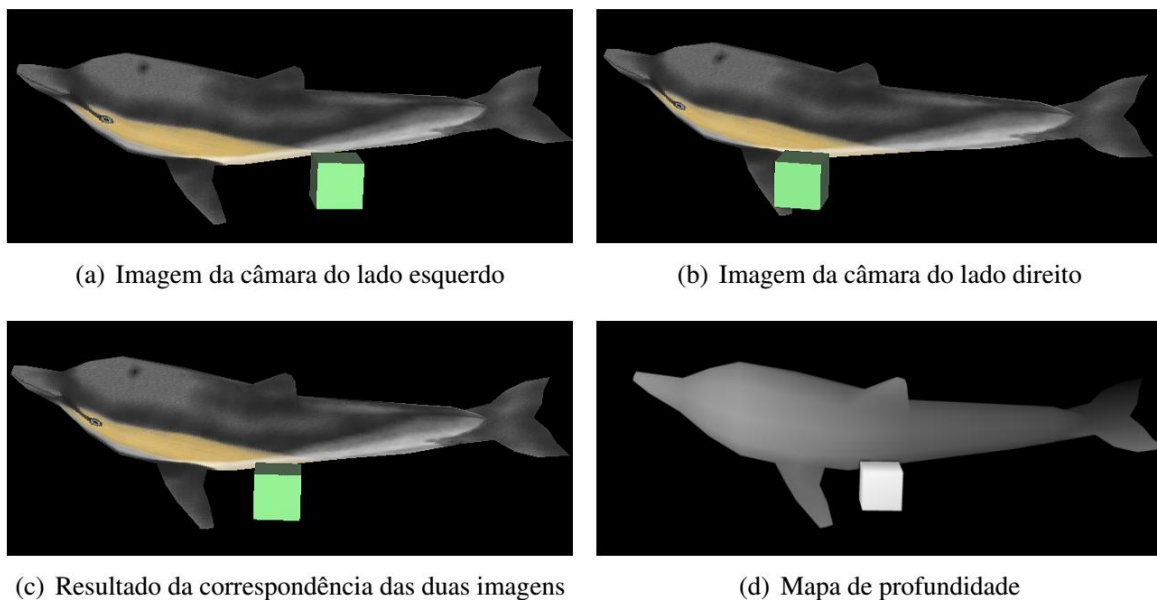 (a) Imagem da câmara do lado esquerdo
(b) Imagem da câmara do lado direito
(c) Resultado da correspondência das duas imagens
(d) Mapa de profundidade